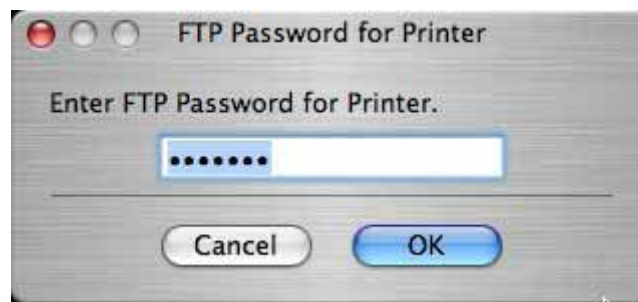 FTP Password for Printer
Enter FTP Password for Printer.
•••••••
Cancel OK